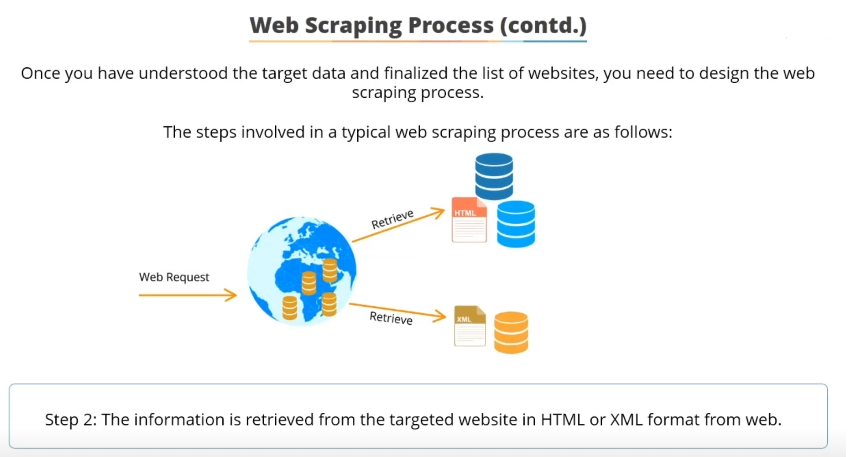 Web Scraping Process (contd.)
Once you have understood the target data and finalized the list of websites, you need to design the web
scraping process.
The steps involved in a typical web scraping process are as follows:
Retrieve
HTML
Web Request
Retrieve
XML
Step 2: The information is retrieved from the targeted website in HTML or XML format from web.